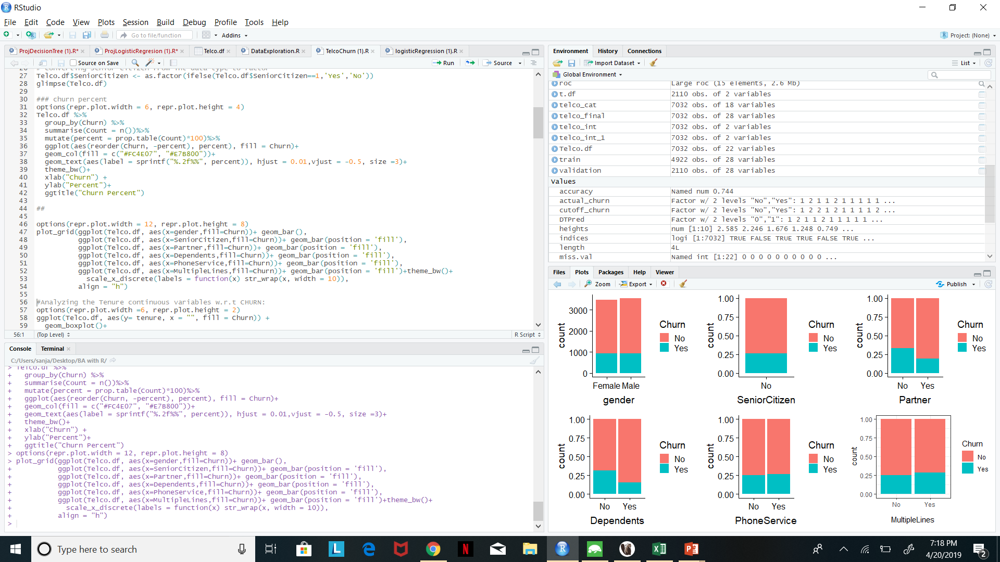 RStudio
File Edit Code View Plots Session Build Debug Profile Tools Help
Go to file/function Addins Project: (None)
ProjDecisionTree (1).R* ProjLogisticRegresion (1).R* Telco.df DataExploration.R TelcoChurn (1).R logisticRegression (1).R
Source on Save Run Source
27 Telco.df$SeniorCitizen <- as.factor(ifelse(Telco.df$SeniorCitizen==1,'Yes','No'))
28 glimpse(Telco.df)
29
30 ### churn percent
31 options(repr.plot.width = 6, repr.plot.height = 4)
32 Telco.df %>%
33 group_by(Churn) %>%
34 summarise(Count = n())%>%
35 mutate(percent = prop.table(Count)*100)%>%
36 ggplot(aes(reorder(Churn, -percent), percent), fill = Churn)+
37 geom_col(fill = c("#FC4E07", "#E7B800"))+
38 geom_text(aes(label = sprintf("%.2f%%", percent)), hjust = 0.01,vjust = -0.5, size =3)+
39 theme_bw()+
40 xlab("Churn") +
41 ylab("Percent")+
42 ggtitle("Churn Percent")
43
44 ##
45
46 options(repr.plot.width = 12, repr.plot.height = 8)
47 plot_grid(ggplot(Telco.df, aes(x=gender,fill=Churn))+ geom_bar(),
48 ggplot(Telco.df, aes(x=SeniorCitizen,fill=Churn))+ geom_bar(position = 'fill'),
49 ggplot(Telco.df, aes(x=Partner,fill=Churn))+ geom_bar(position = 'fill'),
50 ggplot(Telco.df, aes(x=Dependents,fill=Churn))+ geom_bar(position = 'fill'),
51 ggplot(Telco.df, aes(x=PhoneService,fill=Churn))+ geom_bar(position = 'fill'),
52 ggplot(Telco.df, aes(x=MultipleLines,fill=Churn))+ geom_bar(position = 'fill')+theme_bw()+
53 scale_x_discrete(labels = function(x) str_wrap(x, width = 10)),
54 align = "h")
55
56 #Analyzing the Tenure continuous variables w.r.t CHURN:
57 options(repr.plot.width =6, repr.plot.height = 2)
58 ggplot(Telco.df, aes(y= tenure, x = "", fill = Churn)) +
59 geom_boxplot()+
56:1 (Top Level) R Script
Console Terminal
C:/Users/sanja/Desktop/BA with R/
> Telco.df %>%
+ group_by(Churn) %>%
+ summarise(Count = n())%>%
+ mutate(percent = prop.table(Count)*100)%>%
+ ggplot(aes(reorder(Churn, -percent), percent), fill = Churn)+
+ geom_col(fill = c("#FC4E07", "#E7B800"))+
+ geom_text(aes(label = sprintf("%.2f%%", percent)), hjust = 0.01,vjust = -0.5, size =3)+
+ theme_bw()+
+ xlab("Churn") +
+ ylab("Percent")+
+ ggtitle("Churn Percent")
> options(repr.plot.width = 12, repr.plot.height = 8)
> plot_grid(ggplot(Telco.df, aes(x=gender,fill=Churn))+ geom_bar(),
+ ggplot(Telco.df, aes(x=SeniorCitizen,fill=Churn))+ geom_bar(position = 'fill'),
+ ggplot(Telco.df, aes(x=Partner,fill=Churn))+ geom_bar(position = 'fill'),
+ ggplot(Telco.df, aes(x=Dependents,fill=Churn))+ geom_bar(position = 'fill'),
+ ggplot(Telco.df, aes(x=PhoneService,fill=Churn))+ geom_bar(position = 'fill'),
+ ggplot(Telco.df, aes(x=MultipleLines,fill=Churn))+ geom_bar(position = 'fill')+theme_bw()+
+ scale_x_discrete(labels = function(x) str_wrap(x, width = 10)),
+ align = "h")
>
Environment History Connections
Import Dataset List
Global Environment
roc Large roc (15 elements, 2.6 Mb)
t.df 2110 obs. of 2 variables
telco_cat 7032 obs. of 18 variables
telco_final 7032 obs. of 28 variables
telco_int 7032 obs. of 2 variables
telco_int_1 7032 obs. of 2 variables
Telco.df 7032 obs. of 22 variables
train 4922 obs. of 28 variables
validation 2110 obs. of 28 variables
Values
accuracy Named num 0.744
actual_churn Factor w/ 2 levels "No","Yes": 1 2 1 1 2 1 1 1 1 1 ...
cutoff_churn Factor w/ 2 levels "No","Yes": 1 2 2 1 2 1 1 1 1 2 ...
DTPred Factor w/ 2 levels "0","1": 1 2 1 1 2 1 1 1 1 1 ...
heights num [1:10] 2.585 2.246 1.676 1.248 0.749 ...
indices logi [1:7032] TRUE FALSE TRUE TRUE FALSE TRUE ...
length 4L
miss.val Named int [1:22] 0 0 0 0 0 0 0 0 0 0 ...
Files Plots Packages Help Viewer
Zoom Export Publish
3000
2000
1000
0
count
Female Male
gender
Churn
No
Yes
1.00
0.75
0.50
0.25
0.00
count
No
SeniorCitizen
Churn
No
Yes
1.00
0.75
0.50
0.25
0.00
count
No Yes
Partner
Churn
No
Yes
1.00
0.75
0.50
0.25
0.00
count
No Yes
Dependents
Churn
No
Yes
1.00
0.75
0.50
0.25
0.00
count
No Yes
PhoneService
Churn
No
Yes
1.00
0.75
0.50
0.25
0.00
count
No Yes
MultipleLines
Churn
No
Yes
Type here to search
7:18 PM
4/20/2019
2